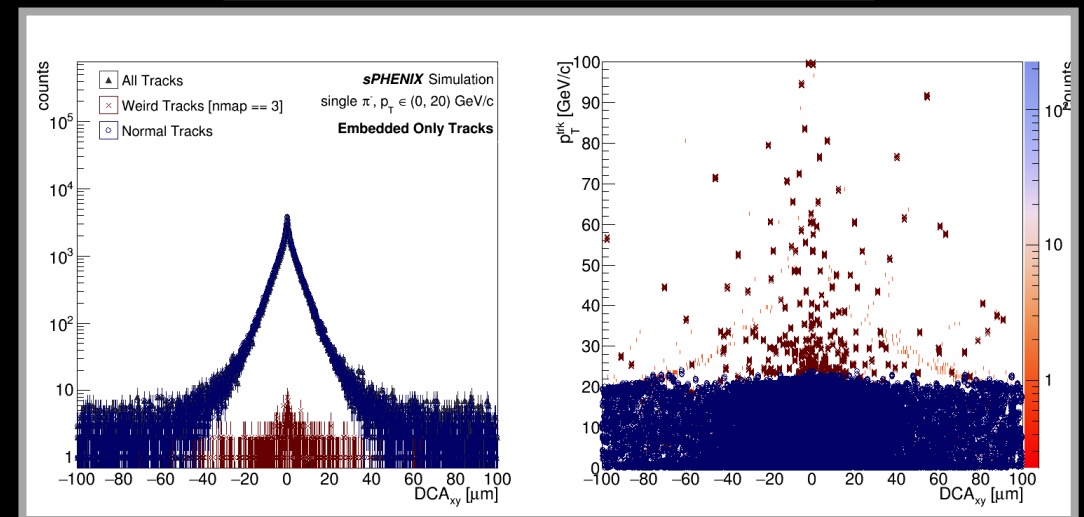 counts
10⁵
10⁴
10³
10²
10
1
All Tracks
Weird Tracks [nmap == 3]
Normal Tracks
sPHENIX Simulation
single π⁻, p_T ∈ (0, 20) GeV/c
Embedded Only Tracks
−100 −80 −60 −40 −20 0 20 40 60 80 100
DCA_xy [μm]
p_T^trk [GeV/c]
100
90
80
70
60
50
40
30
20
10
0
−100 −80 −60 −40 −20 0 20 40 60 80 100
DCA_xy [μm]
counts
10²
10
1